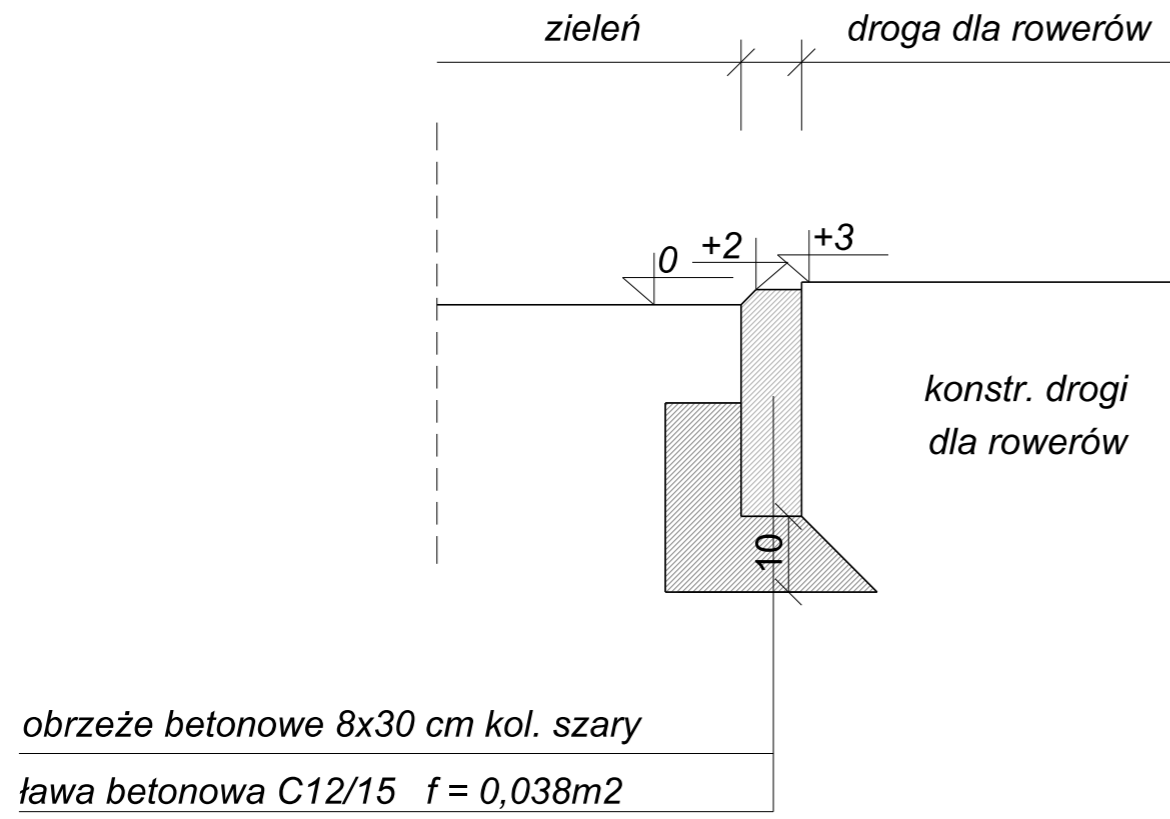 zieleń
droga dla rowerów
0
+2
+3
konstr. drogi
dla rowerów
10
obrzeże betonowe 8x30 cm kol. szary
ława betonowa C12/15 f = 0,038m2